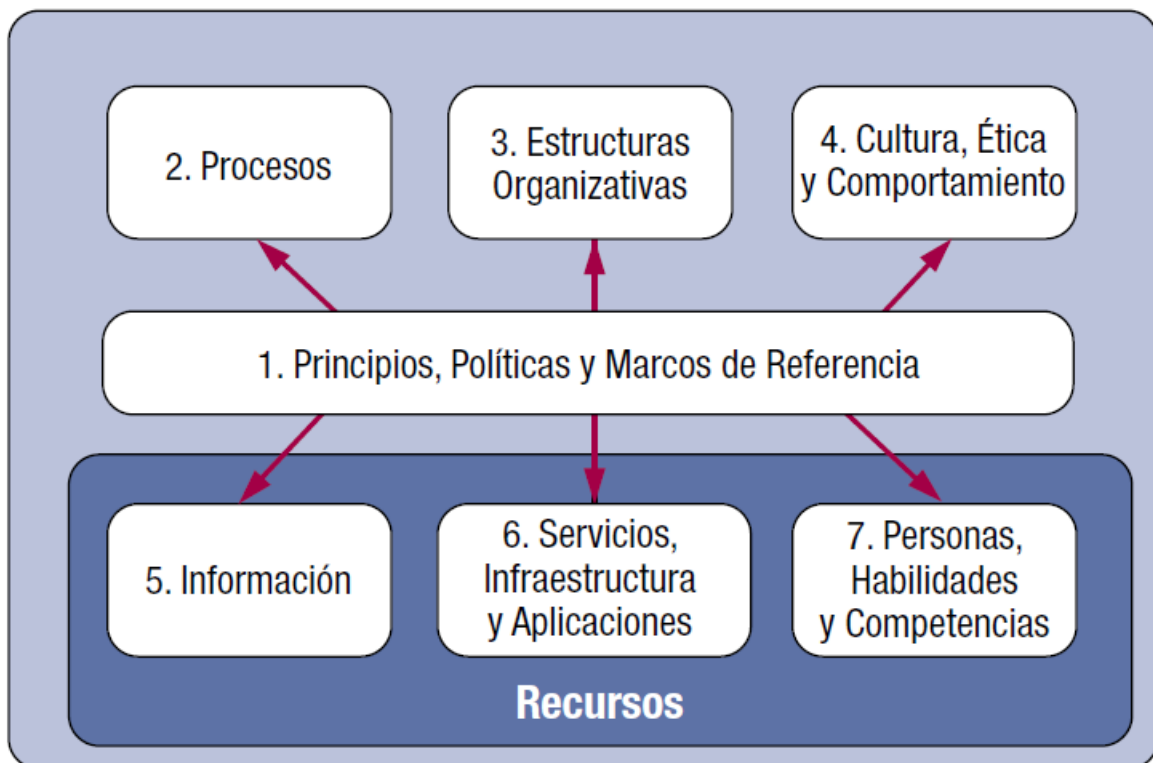 2. Procesos
3. Estructuras
Organizativas
4. Cultura, Ética
y Comportamiento
1. Principios, Políticas y Marcos de Referencia
5. Información
6. Servicios,
Infraestructura
y Aplicaciones
7. Personas,
Habilidades
y Competencias
Recursos